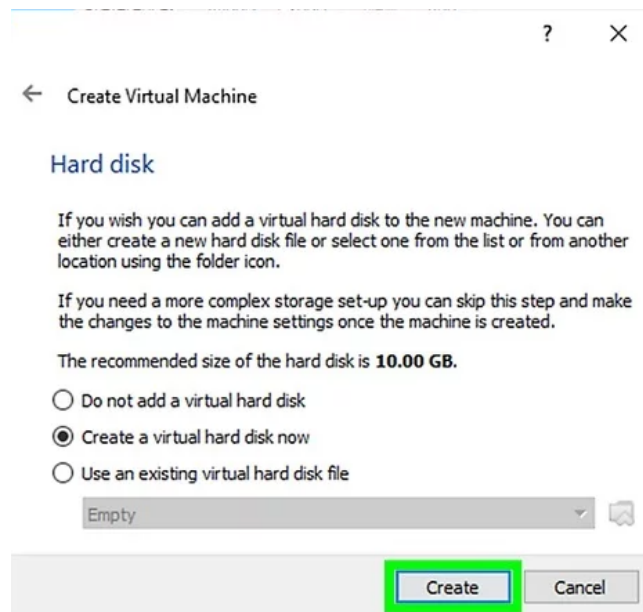 ?
Create Virtual Machine
Hard disk
If you wish you can add a virtual hard disk to the new machine. You can
either create a new hard disk file or select one from the list or from another
location using the folder icon.
If you need a more complex storage set-up you can skip this step and make
the changes to the machine settings once the machine is created.
The recommended size of the hard disk is 10.00 GB.
Do not add a virtual hard disk
Create a virtual hard disk now
Use an existing virtual hard disk file
Empty
Create Cancel